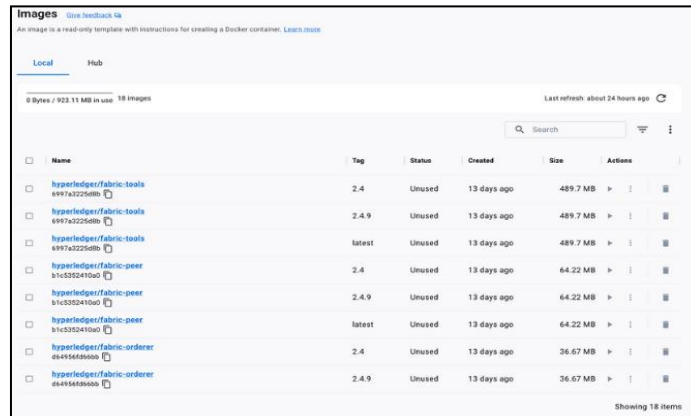 Images Give feedback
An image is a read-only template with instructions for creating a Docker container. Learn more
Local Hub
0 Bytes / 923.11 MB in use 18 images Last refresh: about 24 hours ago
Search
Name Tag Status Created Size Actions
hyperledger/fabric-tools 2.4 Unused 13 days ago 489.7 MB
6997a3225d8b
hyperledger/fabric-tools 2.4.9 Unused 13 days ago 489.7 MB
6997a3225d8b
hyperledger/fabric-tools latest Unused 13 days ago 489.7 MB
6997a3225d8b
hyperledger/fabric-peer 2.4 Unused 13 days ago 64.22 MB
b1c5352410a0
hyperledger/fabric-peer 2.4.9 Unused 13 days ago 64.22 MB
b1c5352410a0
hyperledger/fabric-peer latest Unused 13 days ago 64.22 MB
b1c5352410a0
hyperledger/fabric-orderer 2.4 Unused 13 days ago 36.67 MB
d64956fd66bb
hyperledger/fabric-orderer 2.4.9 Unused 13 days ago 36.67 MB
d64956fd66bb
Showing 18 items